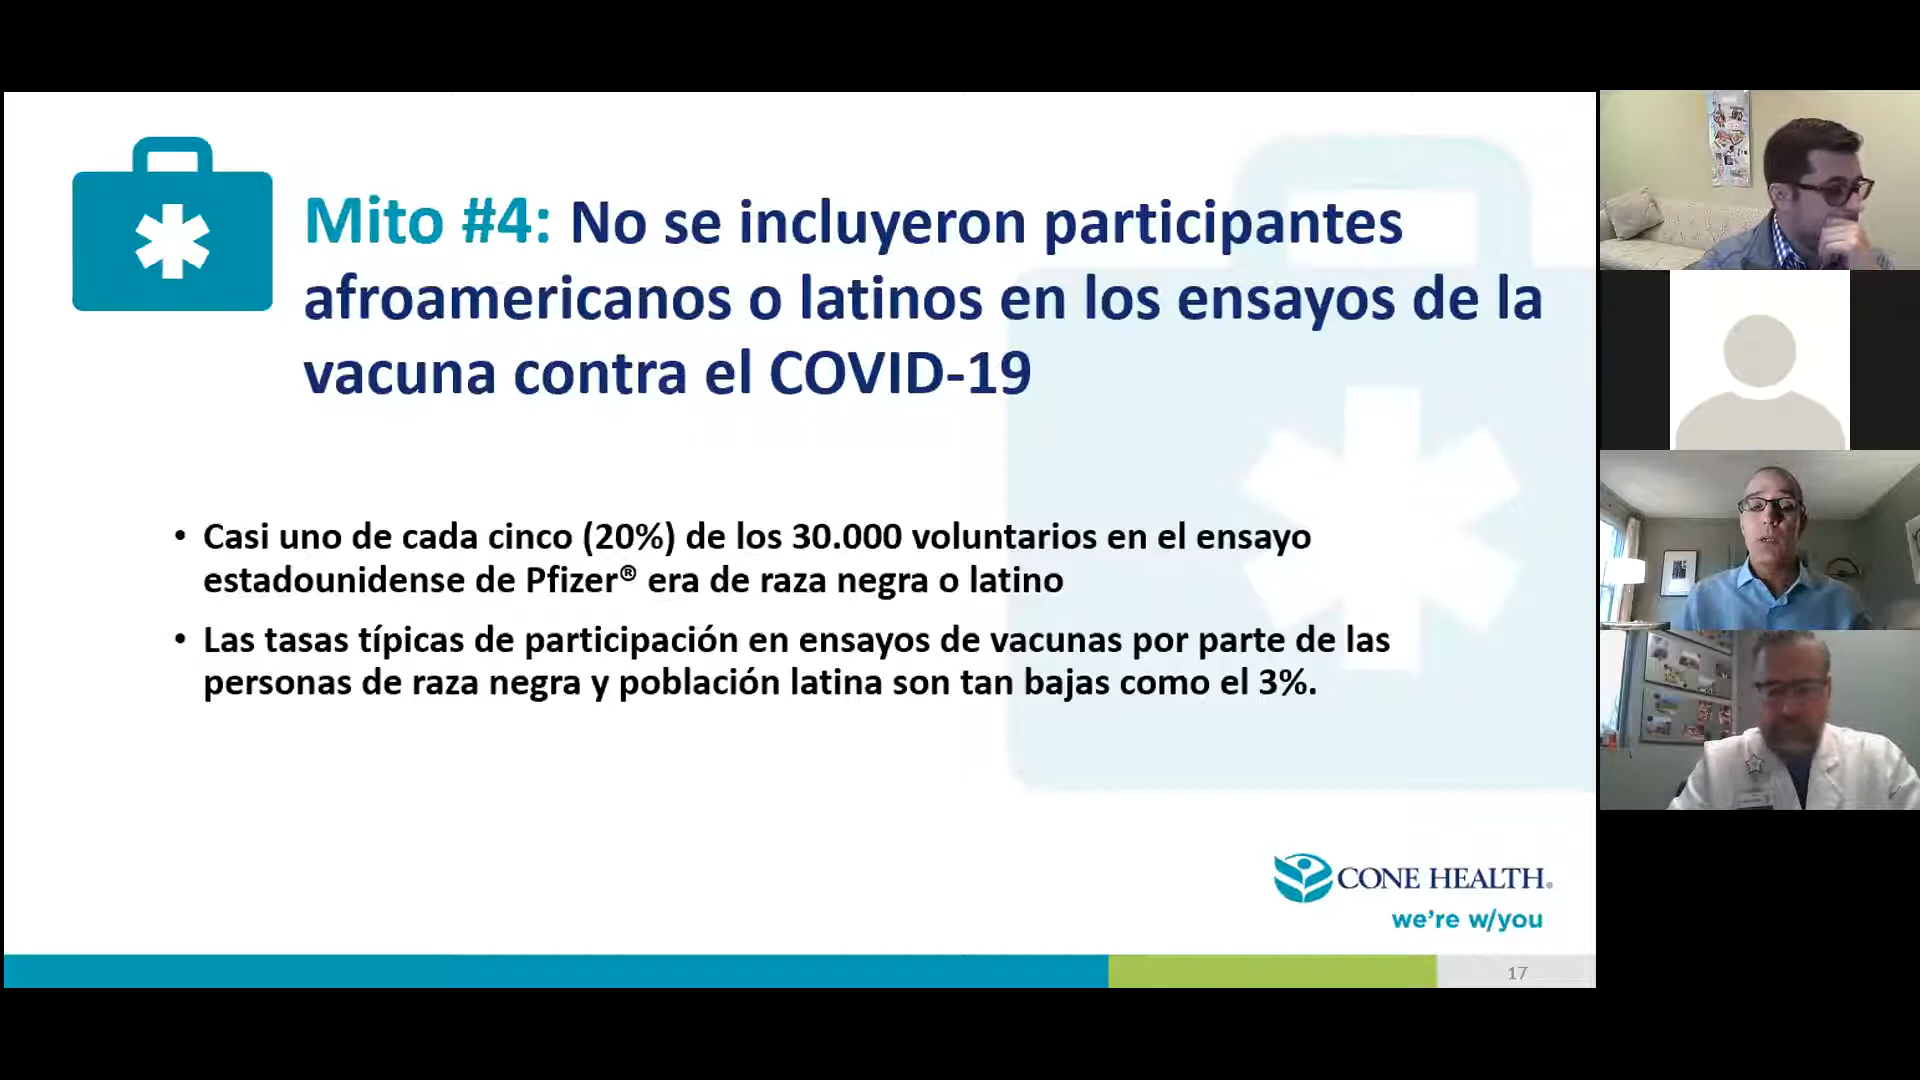 Mito #4: No se incluyeron participantes
afroamericanos o latinos en los ensayos de la
vacuna contra el COVID-19
• Casi uno de cada cinco (20%) de los 30.000 voluntarios en el ensayo
estadounidense de Pfizer® era de raza negra o latino
• Las tasas típicas de participación en ensayos de vacunas por parte de las
personas de raza negra y población latina son tan bajas como el 3%.
CONE HEALTH®
we're w/you
17